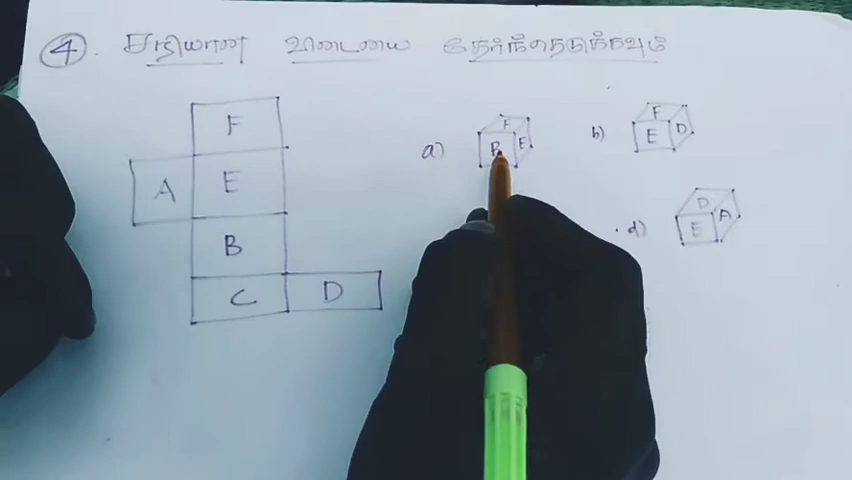 4. சரியான விடையை தேர்ந்தெடுக்கவும்
F
A E
B
C D
a) F B E
b) F E D
d) D E A